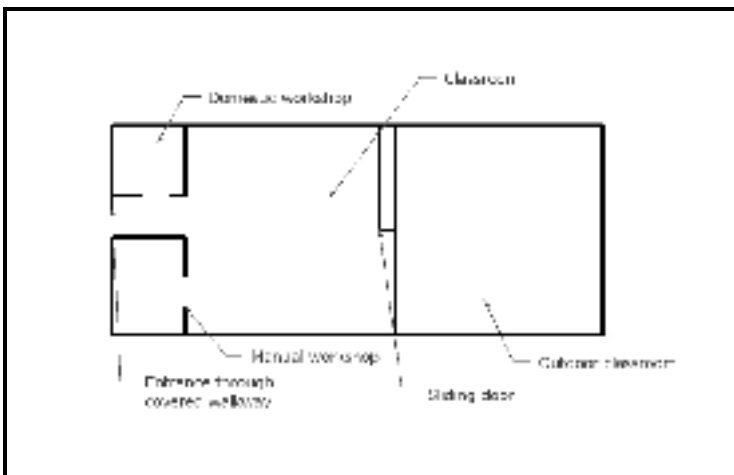 Classroom
Domestic workshop
Manual workshop
Outdoor classroom
Entrance through
covered walkway
Sliding door